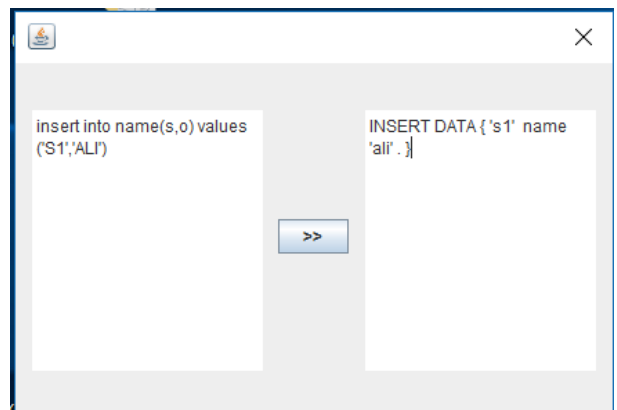 insert into name(s,o) values
('S1','ALI')
>>
INSERT DATA { 's1'  name
'ali' . }